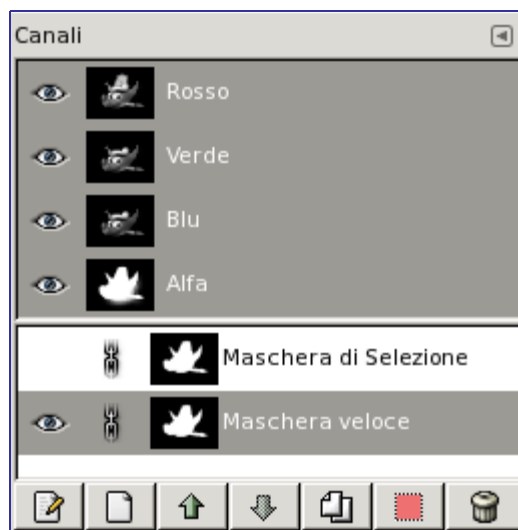 Canali
Rosso
Verde
Blu
Alfa
Maschera di Selezione
Maschera veloce